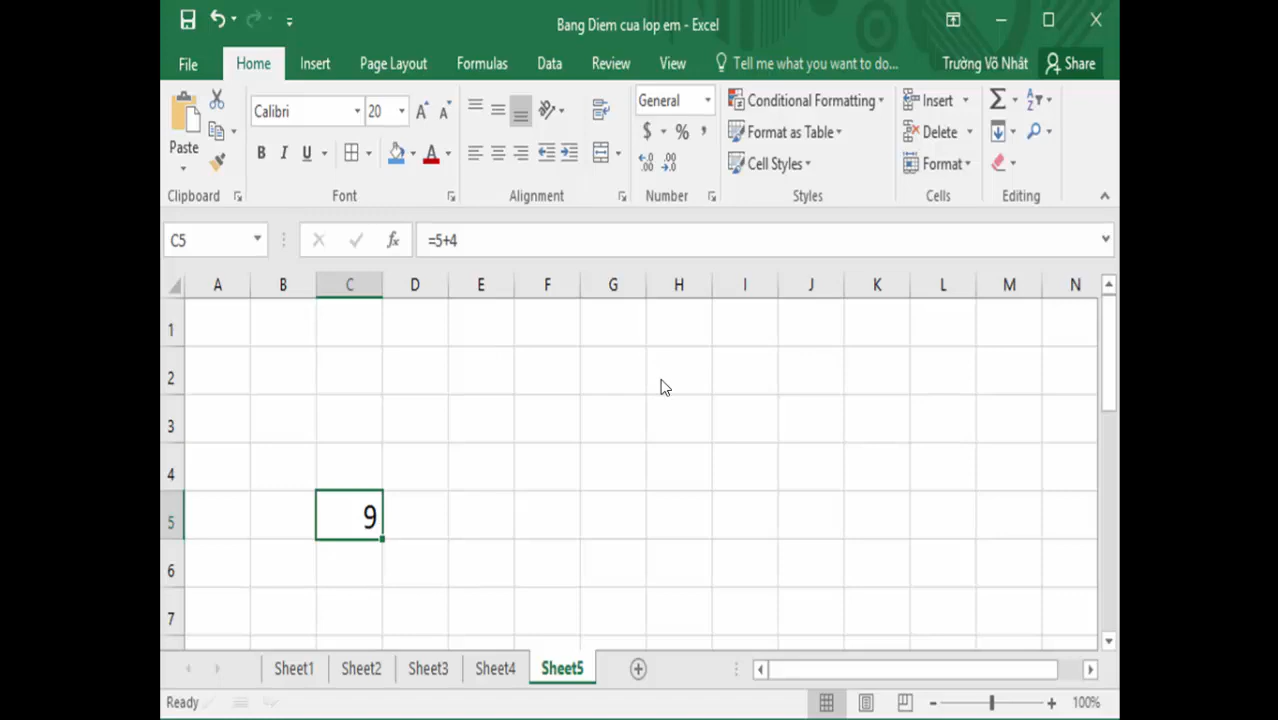 Bang Diem cua lop em - Excel
File Home Insert Page Layout Formulas Data Review View Tell me what you want to do... Trường Võ Nhât Share
Paste
Calibri 20
B I U A
General
$ % ,
Conditional Formatting
Format as Table
Cell Styles
Insert
Delete
Format
Clipboard Font Alignment Number Styles Cells Editing
C5 fx =5+4
A B C D E F G H I J K L M N
1
2
3
4
5 9
6
7
Sheet1 Sheet2 Sheet3 Sheet4 Sheet5
Ready 100%